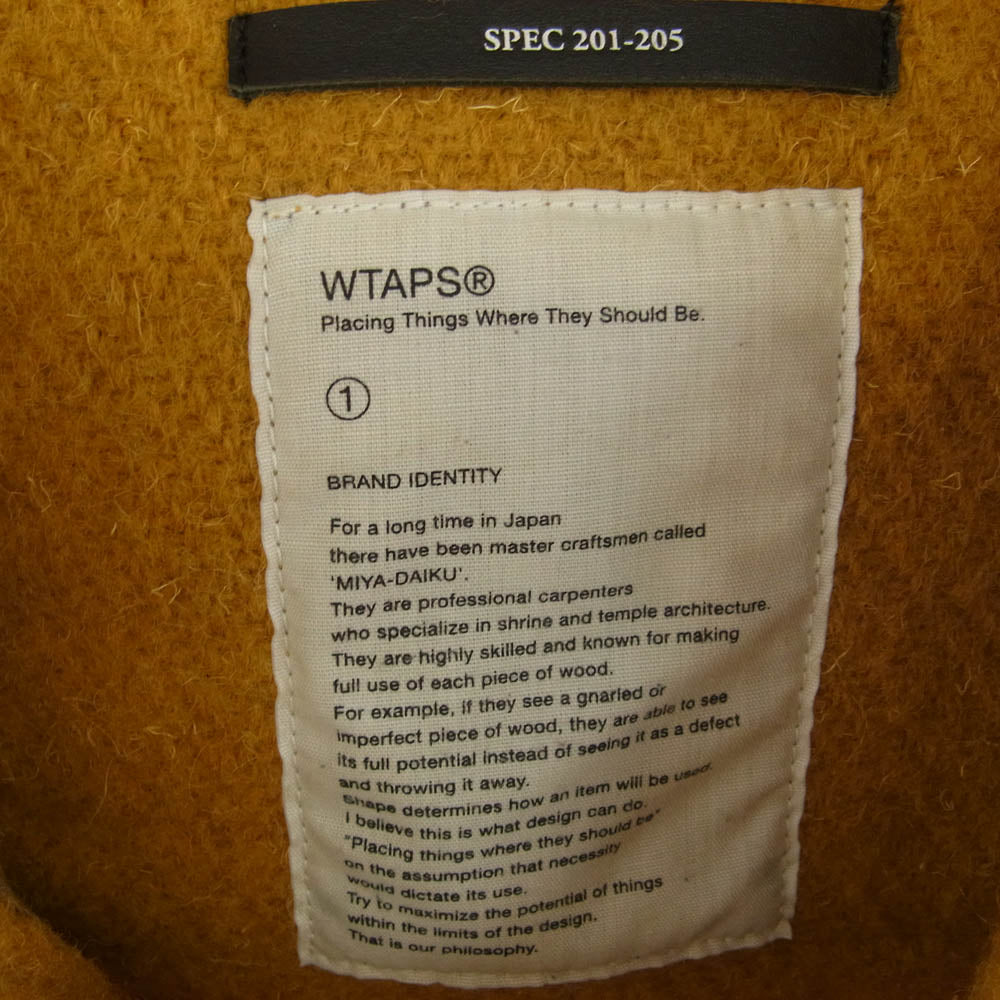 SPEC 201-205
WTAPS®
Placing Things Where They Should Be.
①
BRAND IDENTITY
For a long time in Japan
there have been master craftsmen called
'MIYA-DAIKU'.
They are professional carpenters
who specialize in shrine and temple architecture.
They are highly skilled and known for making
full use of each piece of wood.
For example, if they see a gnarled or
imperfect piece of wood, they are able to see
its full potential instead of seeing it as a defect
and throwing it away.
Shape determines how an item will be used.
I believe this is what design can do.
"Placing things where they should be"
on the assumption that necessity
would dictate its use.
Try to maximize the potential of things
within the limits of the design.
That is our philosophy.